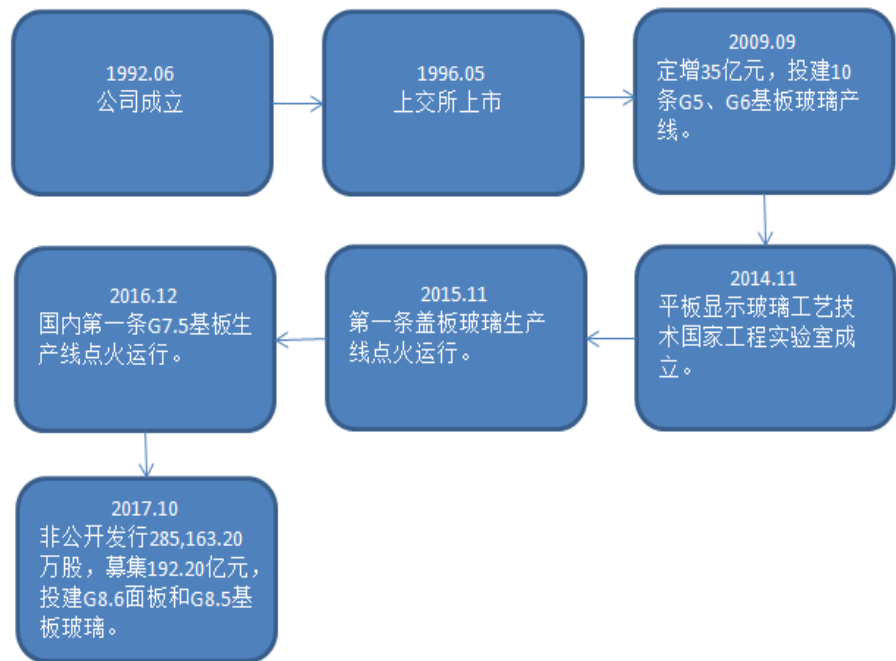 1992.06
公司成立
1996.05
上交所上市
2009.09
定增35亿元，投建10
条G5、G6基板玻璃产
线。
2014.11
平板显示玻璃工艺技
术国家工程实验室成
立。
2015.11
第一条盖板玻璃生产
线点火运行。
2016.12
国内第一条G7.5基板生
产线点火运行。
2017.10
非公开发行285,163.20
万股，募集192.20亿元，
投建G8.6面板和G8.5基
板玻璃。